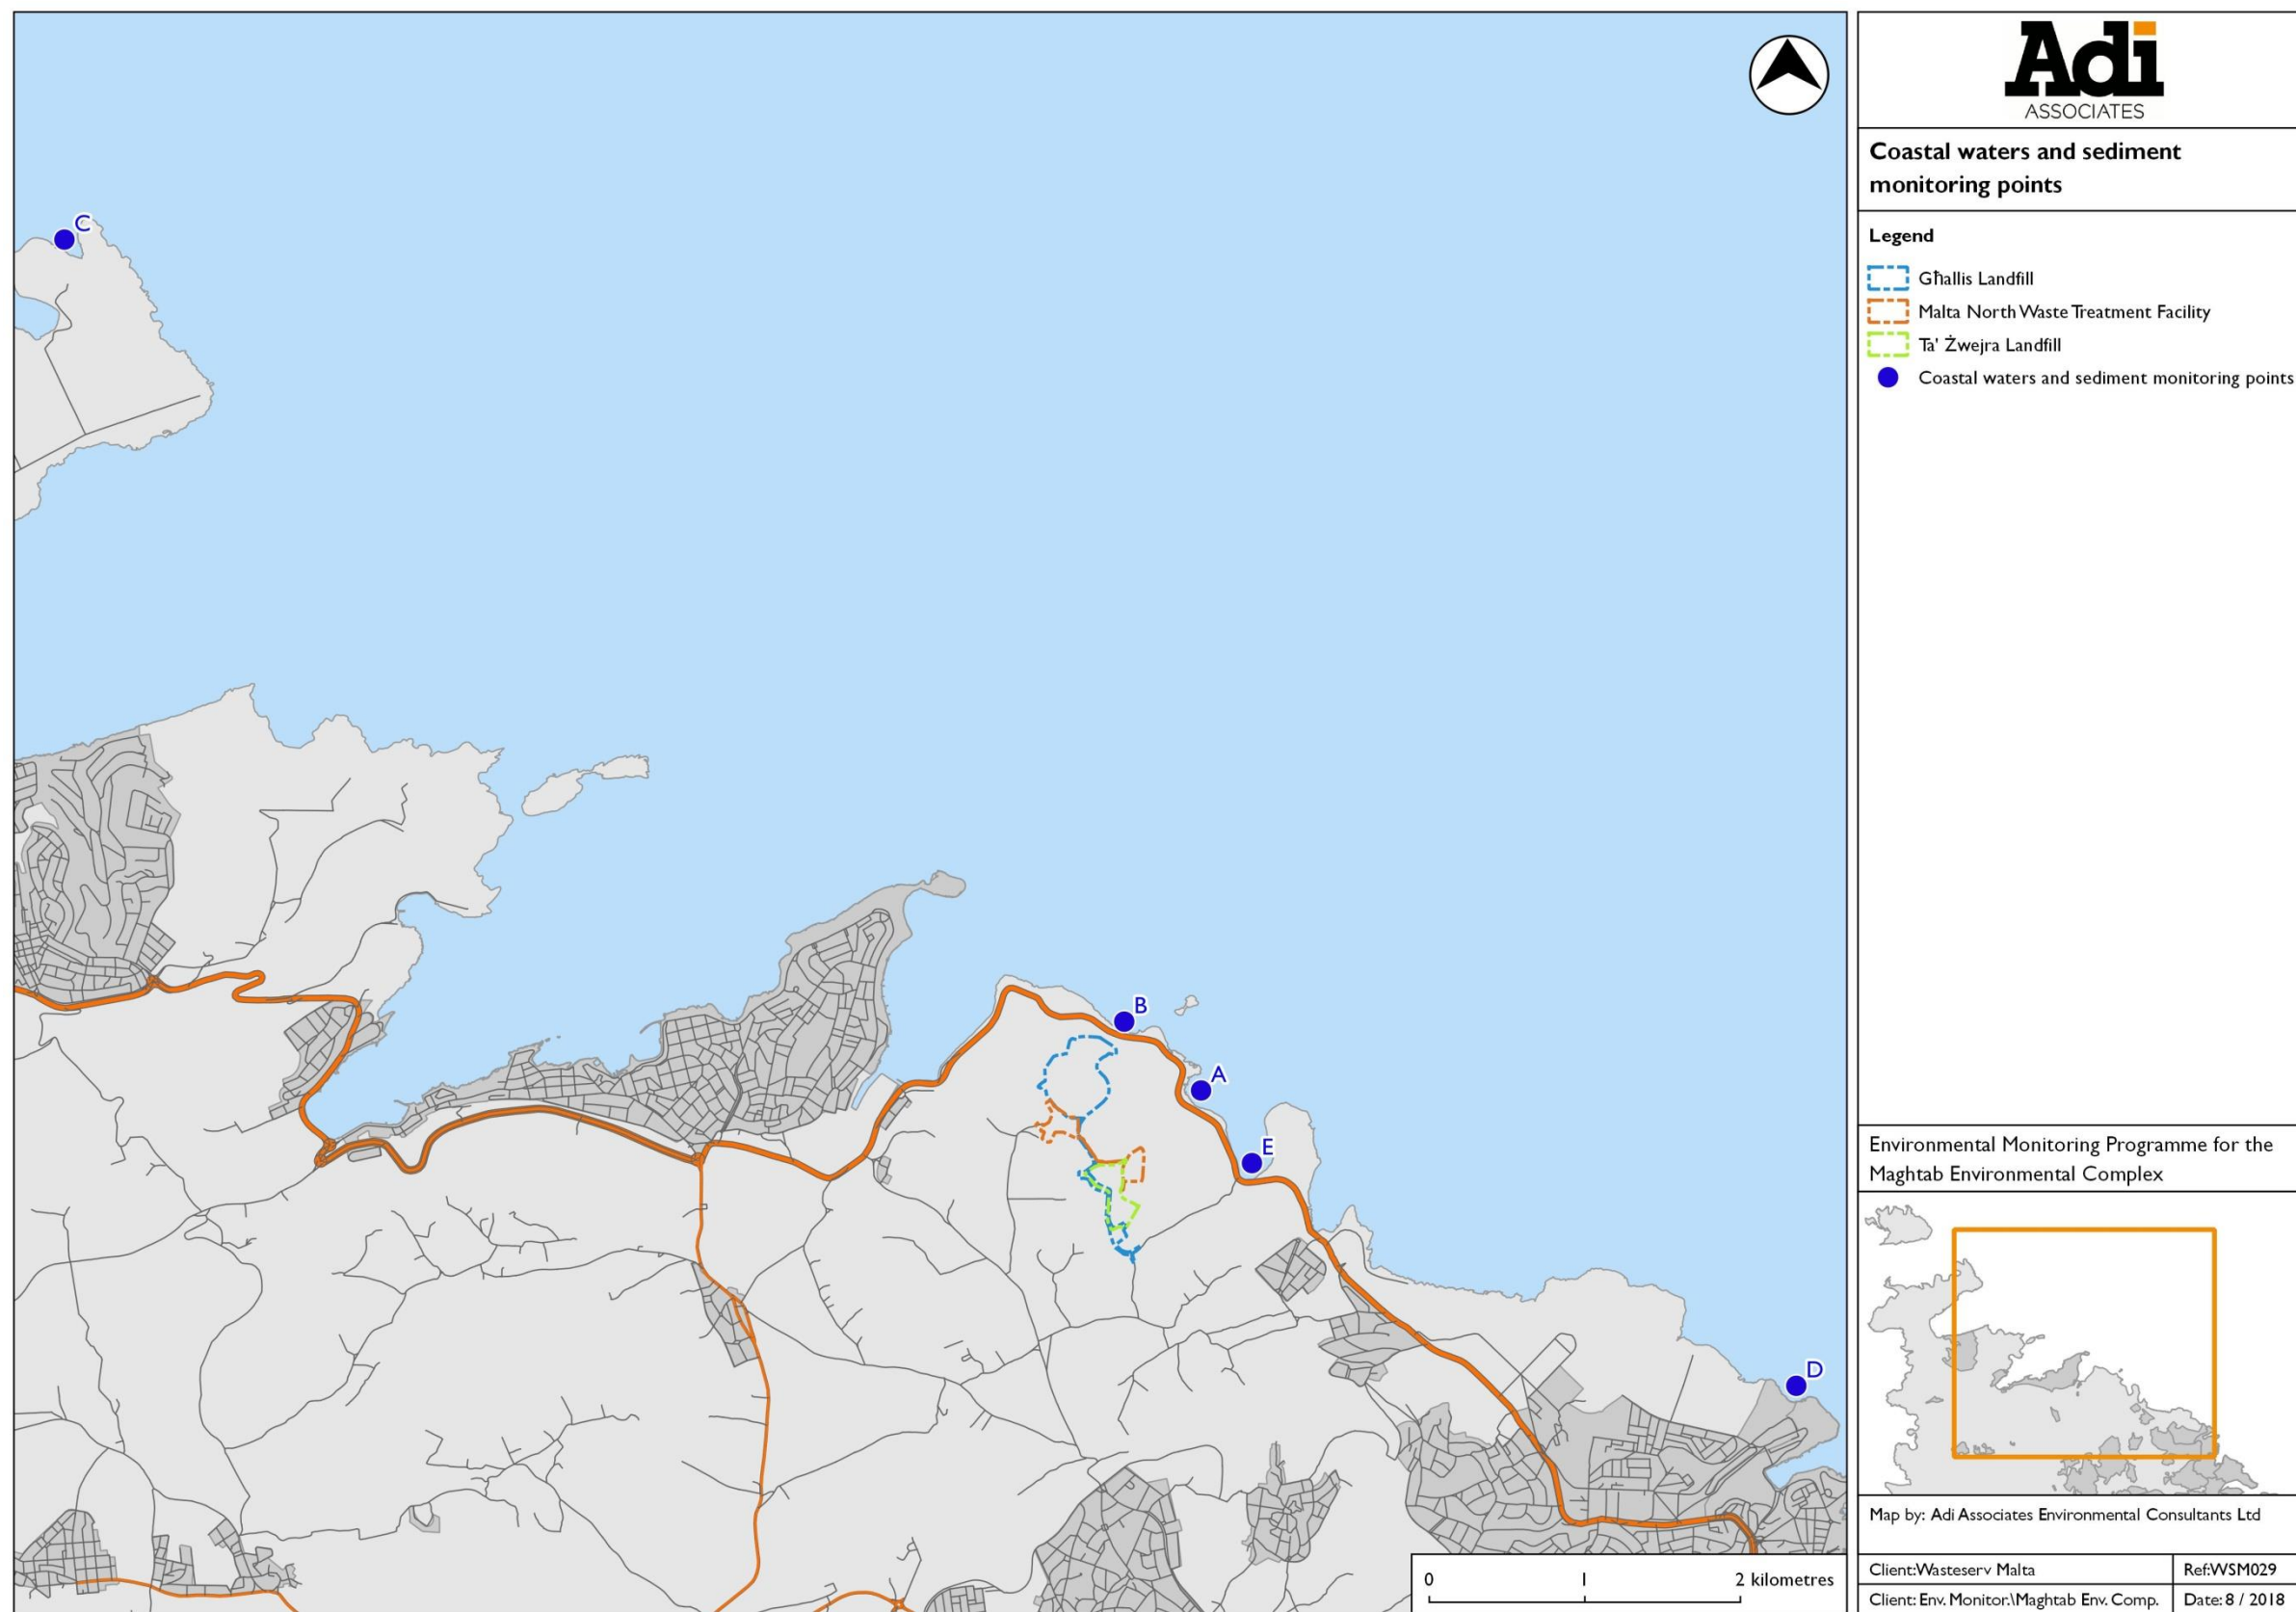 C
B
A
E
D
0 1 2 kilometres
Adi
ASSOCIATES
Coastal waters and sediment
monitoring points
Legend
Għallis Landfill
Malta North Waste Treatment Facility
Ta' Żwejra Landfill
Coastal waters and sediment monitoring points
Environmental Monitoring Programme for the
Maghtab Environmental Complex
Map by: Adi Associates Environmental Consultants Ltd
Client:Wasteserv Malta Ref:WSM029
Client: Env. Monitor.\Maghtab Env. Comp. Date: 8 / 2018